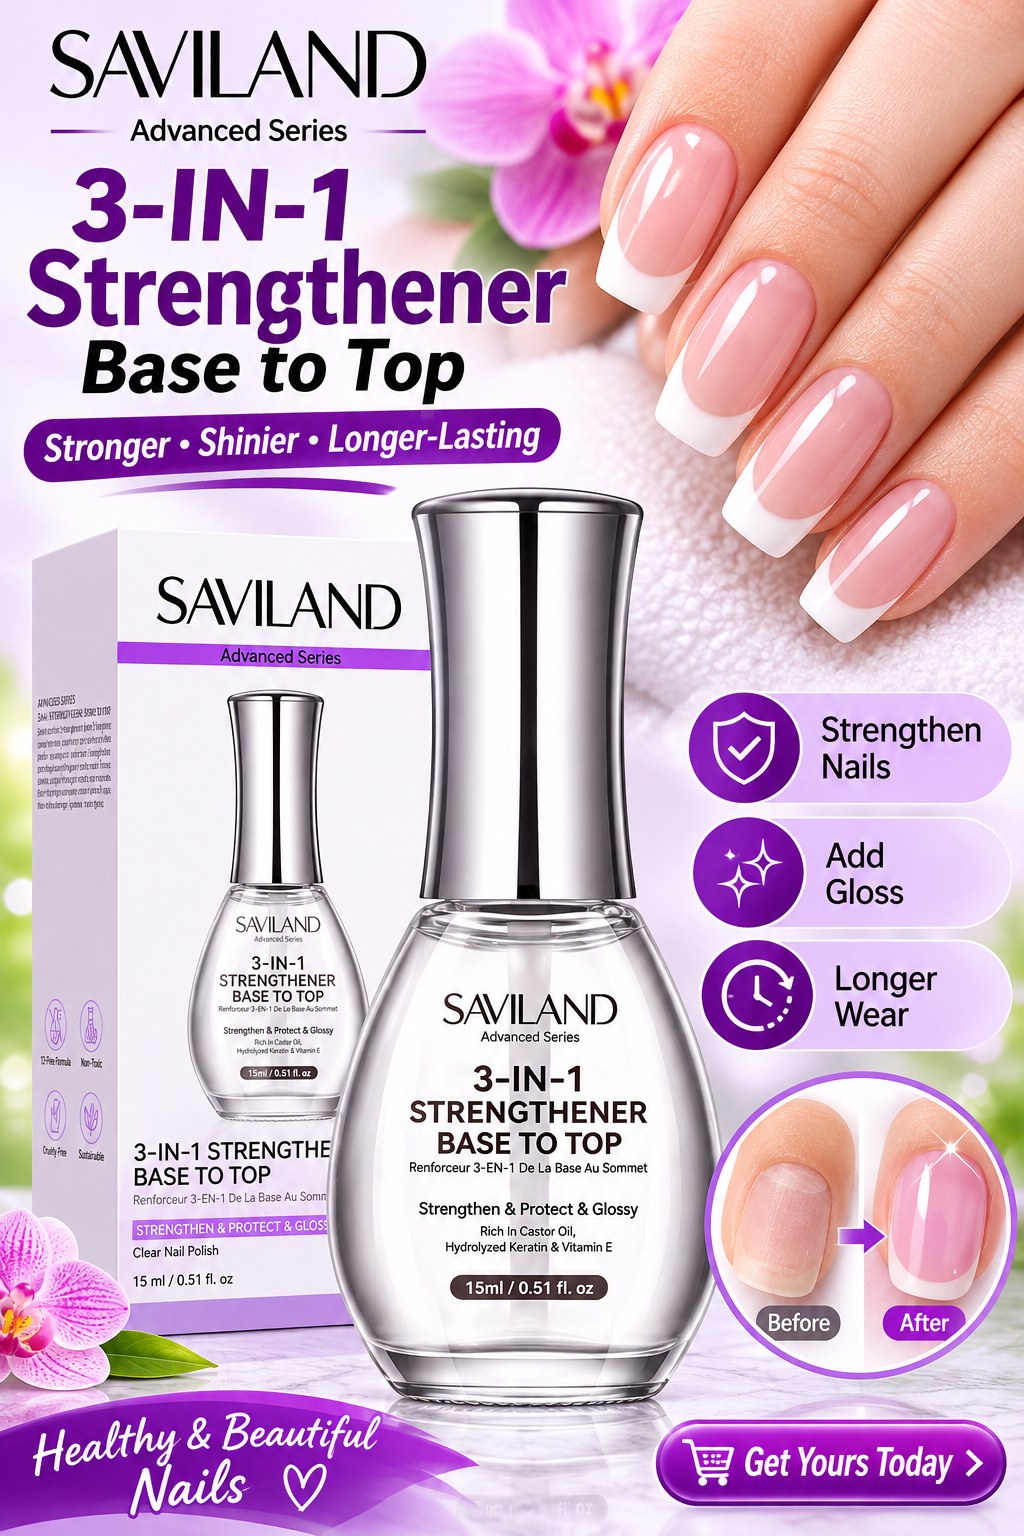 SAVILAND
Advanced Series
3-IN-1
Strengthener
Base to Top
Stronger • Shinier • Longer-Lasting
SAVILAND
Advanced Series
SAVILAND
Advanced Series
3-IN-1
STRENGTHENER
BASE TO TOP
Renforceur 3-EN-1 De La Base Au Sommet
Strengthen & Protect & Glossy
Rich In Castor Oil,
Hydrolyzed Keratin & Vitamin E
15ml / 0.51 fl. oz
12-Free Formula
Non-Toxic
Cruelty-Free
Sustainable
3-IN-1 STRENGTHE
BASE TO TOP
Renforceur 3-EN-1 De La Base Au Somm
STRENGTHEN & PROTECT & GLOSS
Clear Nail Polish
15 ml / 0.51 fl. oz
SAVILAND
Advanced Series
3-IN-1
STRENGTHENER
BASE TO TOP
Renforceur 3-EN-1 De La Base Au Sommet
Strengthen & Protect & Glossy
Rich In Castor Oil,
Hydrolyzed Keratin & Vitamin E
15ml / 0.51 fl. oz
Strengthen
Nails
Add
Gloss
Longer
Wear
Before
After
Healthy & Beautiful
Nails
Get Yours Today